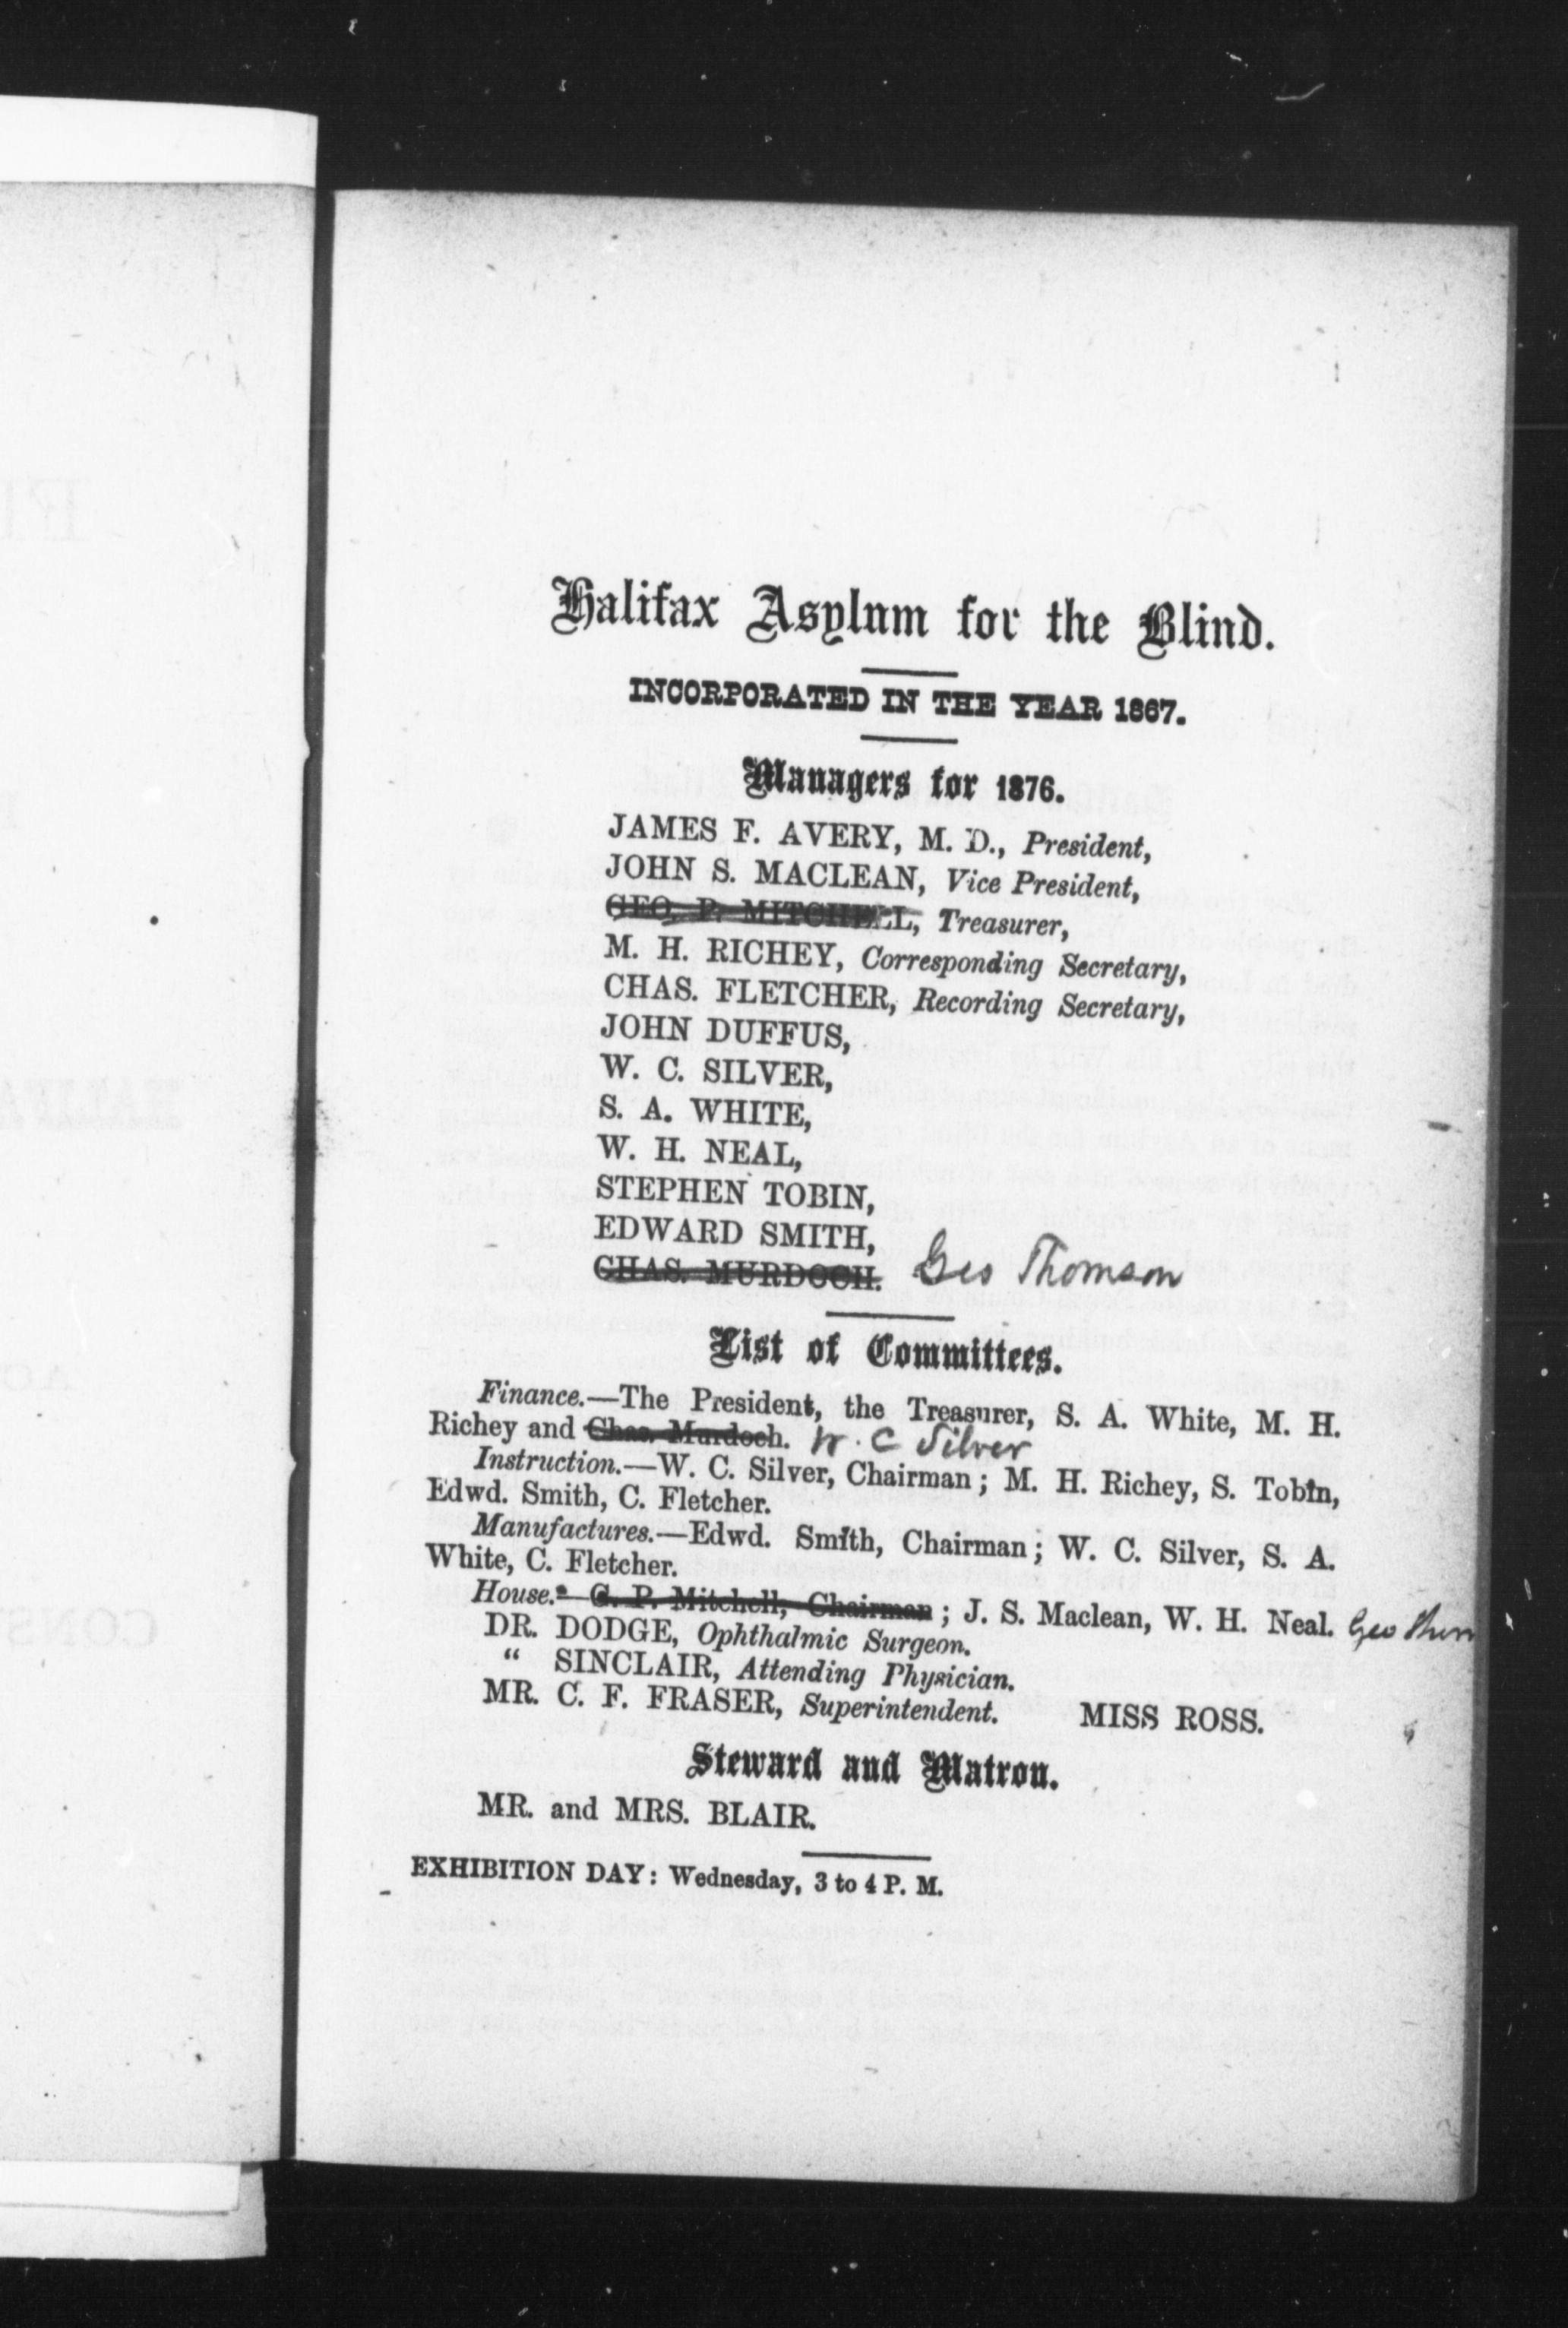 Halifax Asylum for the Blind.
INCORPORATED IN THE YEAR 1867.
Managers for 1876.
JAMES F. AVERY, M. D., President,
JOHN S. MACLEAN, Vice President,
GEO. P. MITCHELL, Treasurer,
M. H. RICHEY, Corresponding Secretary,
CHAS. FLETCHER, Recording Secretary,
JOHN DUFFUS,
W. C. SILVER,
S. A. WHITE,
W. H. NEAL,
STEPHEN TOBIN,
EDWARD SMITH,
CHAS. MURDOCH. Geo Thomson
List of Committees.
Finance.—The President, the Treasurer, S. A. White, M. H.
Richey and Chas. Murdoch. W. C Silver
Instruction.—W. C. Silver, Chairman; M. H. Richey, S. Tobin,
Edwd. Smith, C. Fletcher.
Manufactures.—Edwd. Smith, Chairman; W. C. Silver, S. A.
White, C. Fletcher.
House.—G. P. Mitchell, Chairman; J. S. Maclean, W. H. Neal. Geo
DR. DODGE, Ophthalmic Surgeon.
" SINCLAIR, Attending Physician.
MR. C. F. FRASER, Superintendent. MISS ROSS.
Steward and Matron.
MR. and MRS. BLAIR.
EXHIBITION DAY: Wednesday, 3 to 4 P. M.